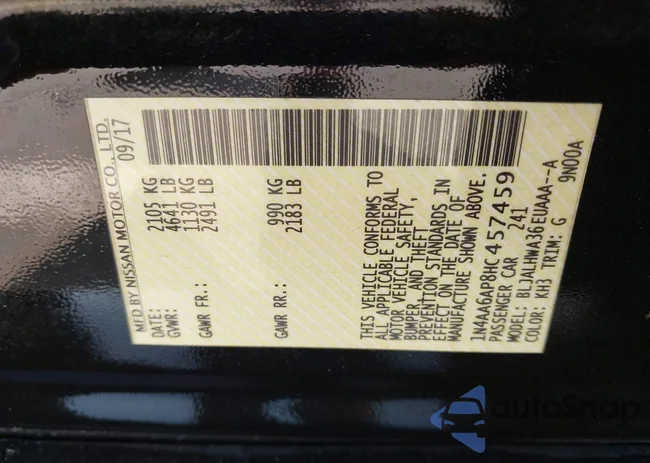 MFD BY NISSAN MOTOR CO., LTD.
DATE: 09/17
GVWR: 2105 KG
4641 LB
GAWR FR.: 1130 KG
2491 LB
GAWR RR.: 990 KG
2183 LB
THIS VEHICLE CONFORMS TO
ALL APPLICABLE FEDERAL
MOTOR VEHICLE SAFETY,
BUMPER, AND THEFT
PREVENTION STANDARDS IN
EFFECT ON THE DATE OF
MANUFACTURE SHOWN ABOVE.
1N4AA6AP8HC457459
PASSENGER CAR 241
MODEL: BLJALHWA36EUAAA--A
COLOR: KH3 TRIM: G 9N00A
autoSnap